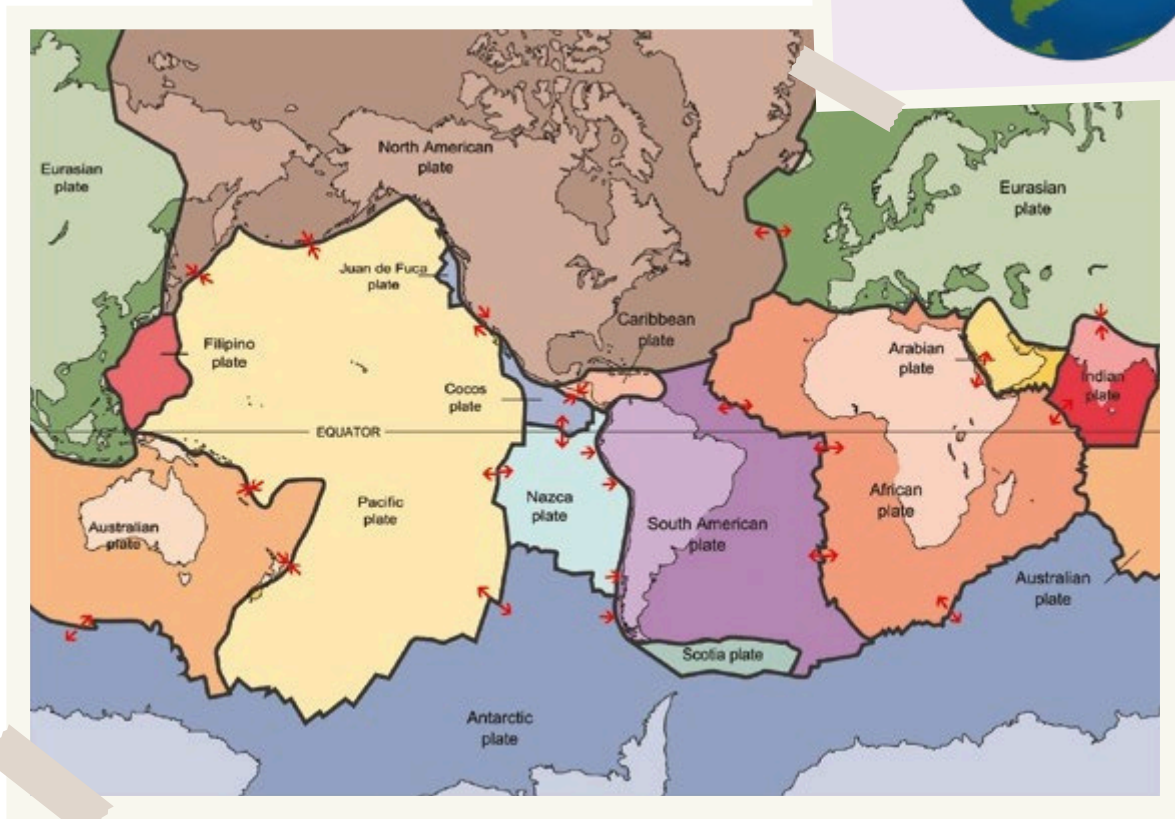 Eurasian
plate
North American
plate
Eurasian
plate
Juan de Fuca
plate
Caribbean
plate
Filipino
plate
Arabian
plate
Indian
plate
Cocos
plate
EQUATOR
Nazca
plate
Pacific
plate
African
plate
Australian
plate
South American
plate
Australian
plate
Scotia plate
Antarctic
plate